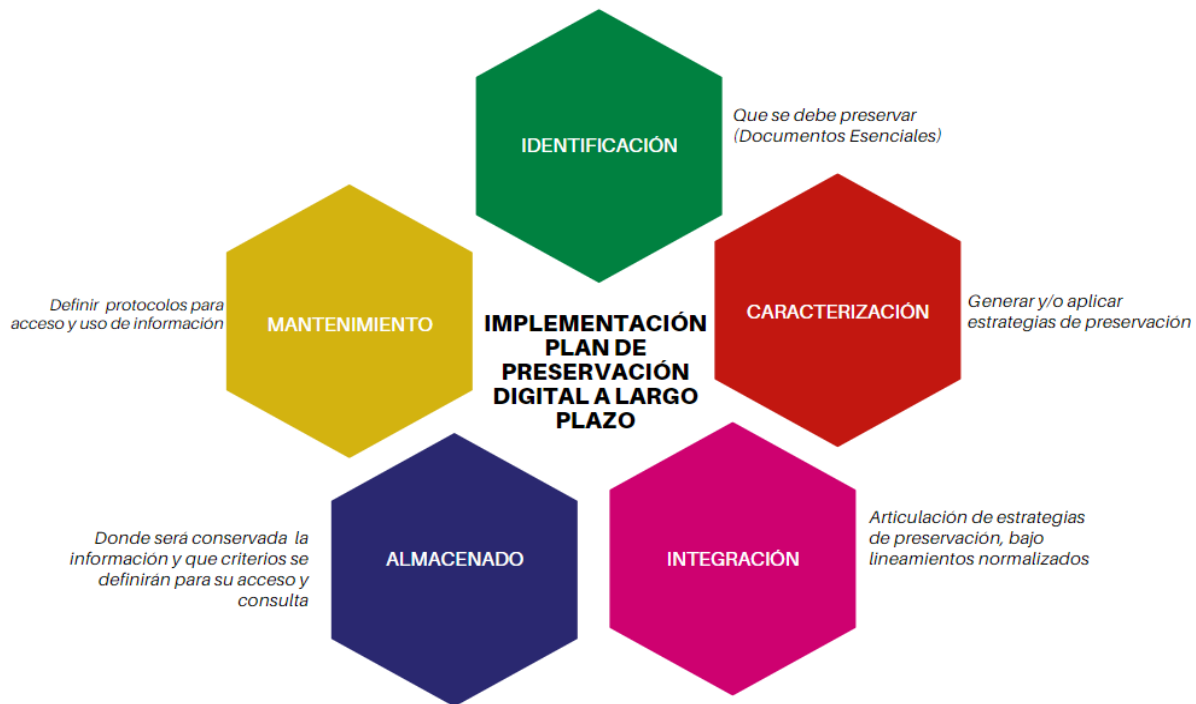 IDENTIFICACIÓN
Que se debe preservar
(Documentos Esenciales)
CARACTERIZACIÓN
Generar y/o aplicar
estrategias de preservación
INTEGRACIÓN
Articulación de estrategias
de preservación, bajo
lineamientos normalizados
ALMACENADO
Donde será conservada la
información y que criterios se
definirán para su acceso y
consulta
MANTENIMIENTO
Definir protocolos para
acceso y uso de información
IMPLEMENTACIÓN
PLAN DE
PRESERVACIÓN
DIGITAL A LARGO
PLAZO